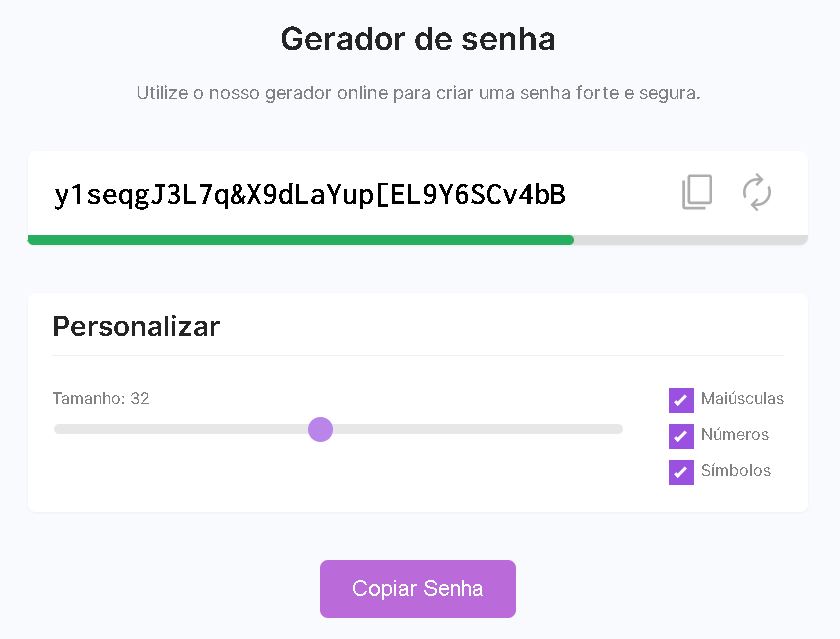 Gerador de senha
Utilize o nosso gerador online para criar uma senha forte e segura.
y1seqgJ3L7q&X9dLaYup[EL9Y6SCv4bB
Personalizar
Tamanho: 32
Maiúsculas
Números
Símbolos
Copiar Senha